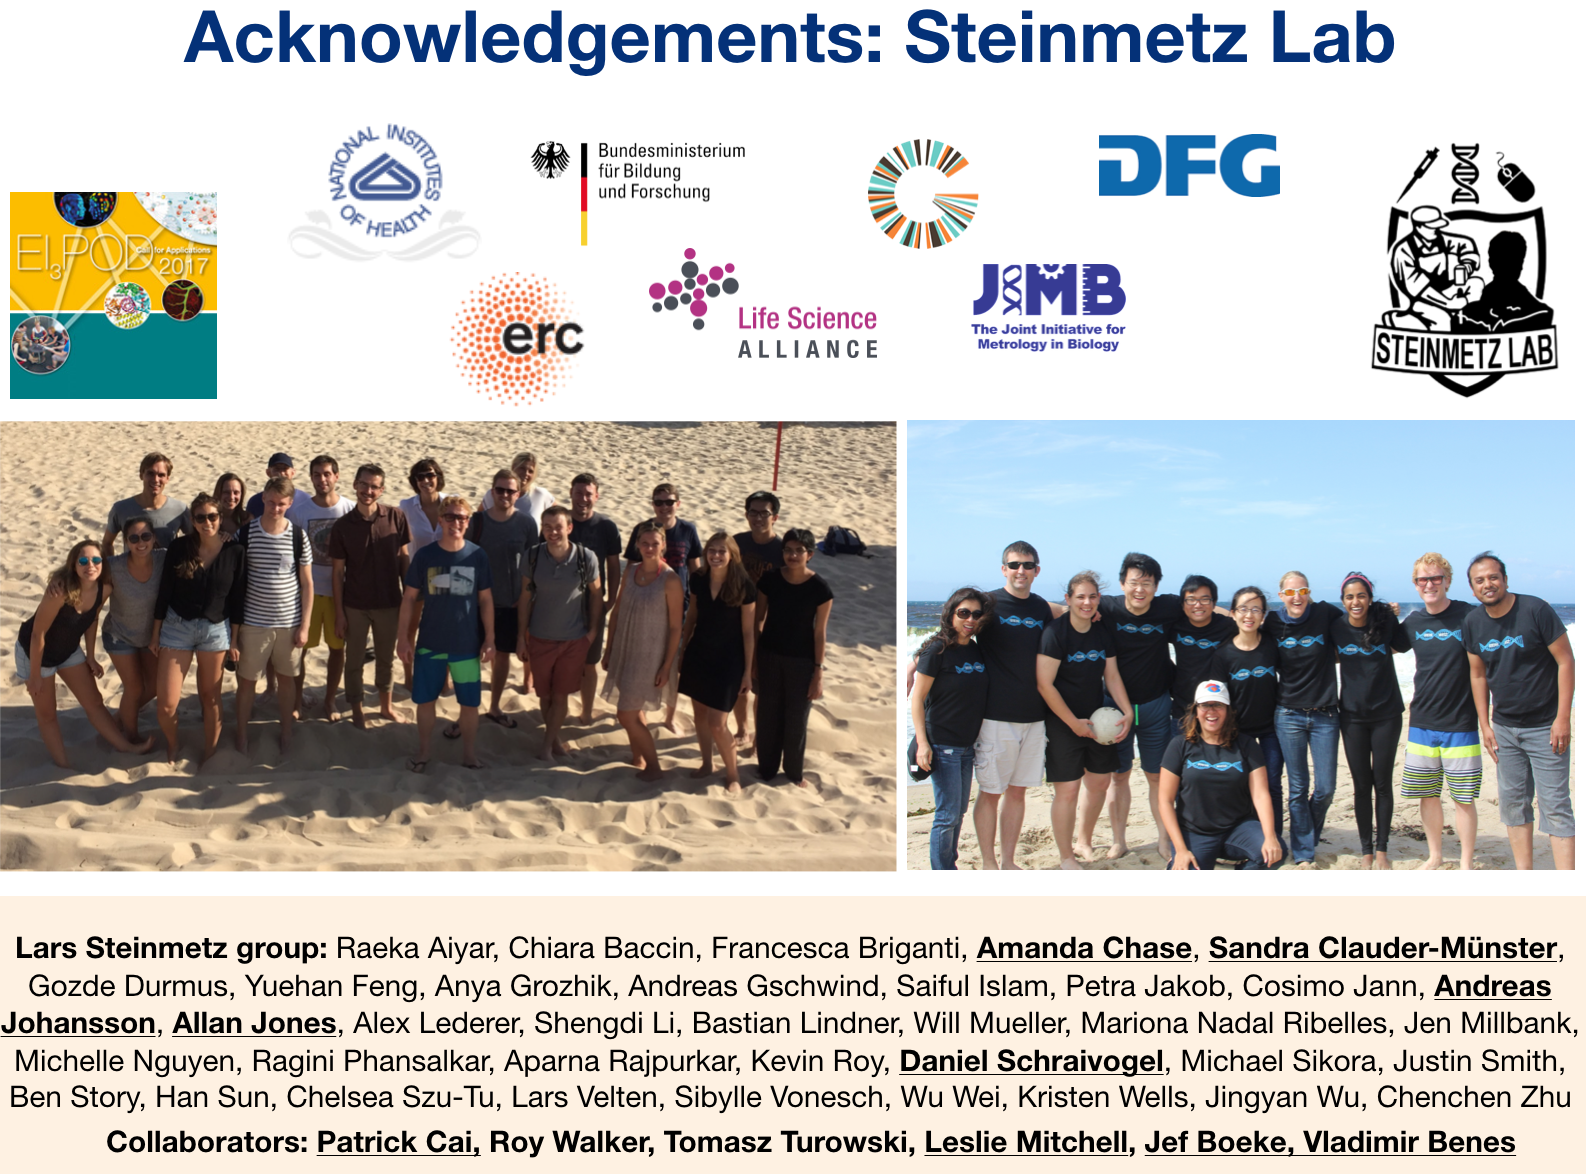 Acknowledgements: Steinmetz Lab
NATIONAL INSTITUTES
OF HEALTH
Bundesministerium
für Bildung
und Forschung
DFG
EI3POD
Call for Applications
2017
erc
Life Science
ALLIANCE
JIMB
The Joint Initiative for
Metrology in Biology
STEINMETZ LAB
Lars Steinmetz group: Raeka Aiyar, Chiara Baccin, Francesca Briganti, Amanda Chase, Sandra Clauder-Münster,
Gozde Durmus, Yuehan Feng, Anya Grozhik, Andreas Gschwind, Saiful Islam, Petra Jakob, Cosimo Jann, Andreas
Johansson, Allan Jones, Alex Lederer, Shengdi Li, Bastian Lindner, Will Mueller, Mariona Nadal Ribelles, Jen Millbank,
Michelle Nguyen, Ragini Phansalkar, Aparna Rajpurkar, Kevin Roy, Daniel Schraivogel, Michael Sikora, Justin Smith,
Ben Story, Han Sun, Chelsea Szu-Tu, Lars Velten, Sibylle Vonesch, Wu Wei, Kristen Wells, Jingyan Wu, Chenchen Zhu
Collaborators: Patrick Cai, Roy Walker, Tomasz Turowski, Leslie Mitchell, Jef Boeke, Vladimir Benes